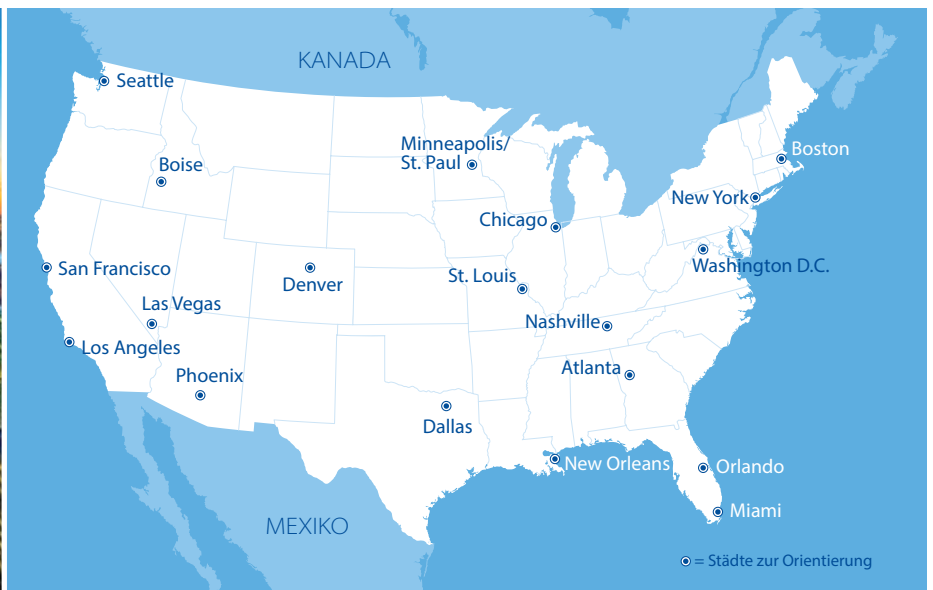 KANADA
Seattle
Minneapolis/
St. Paul
Boston
Boise
New York
Chicago
Washington D.C.
San Francisco
St. Louis
Denver
Las Vegas
Nashville
Los Angeles
Atlanta
Phoenix
Dallas
New Orleans
Orlando
Miami
MEXIKO
= Städte zur Orientierung